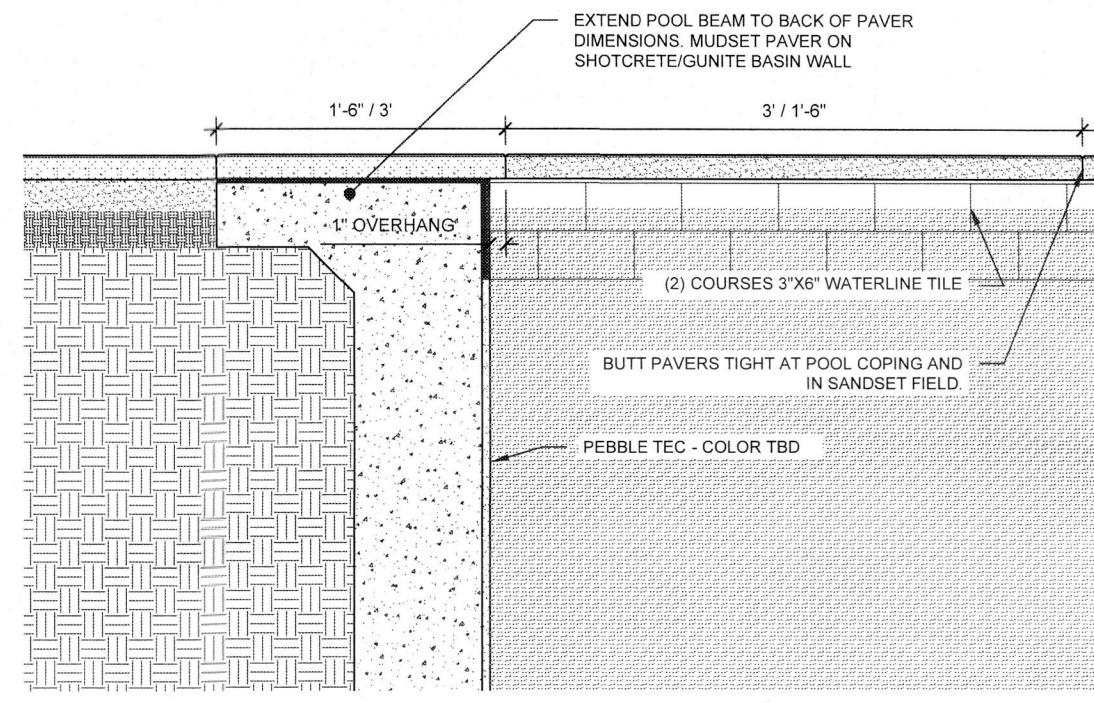 EXTEND POOL BEAM TO BACK OF PAVER
DIMENSIONS. MUDSET PAVER ON
SHOTCRETE/GUNITE BASIN WALL
1'-6" / 3'
3' / 1'-6"
1" OVERHANG
(2) COURSES 3"X6" WATERLINE TILE
BUTT PAVERS TIGHT AT POOL COPING AND
IN SANDSET FIELD.
PEBBLE TEC - COLOR TBD